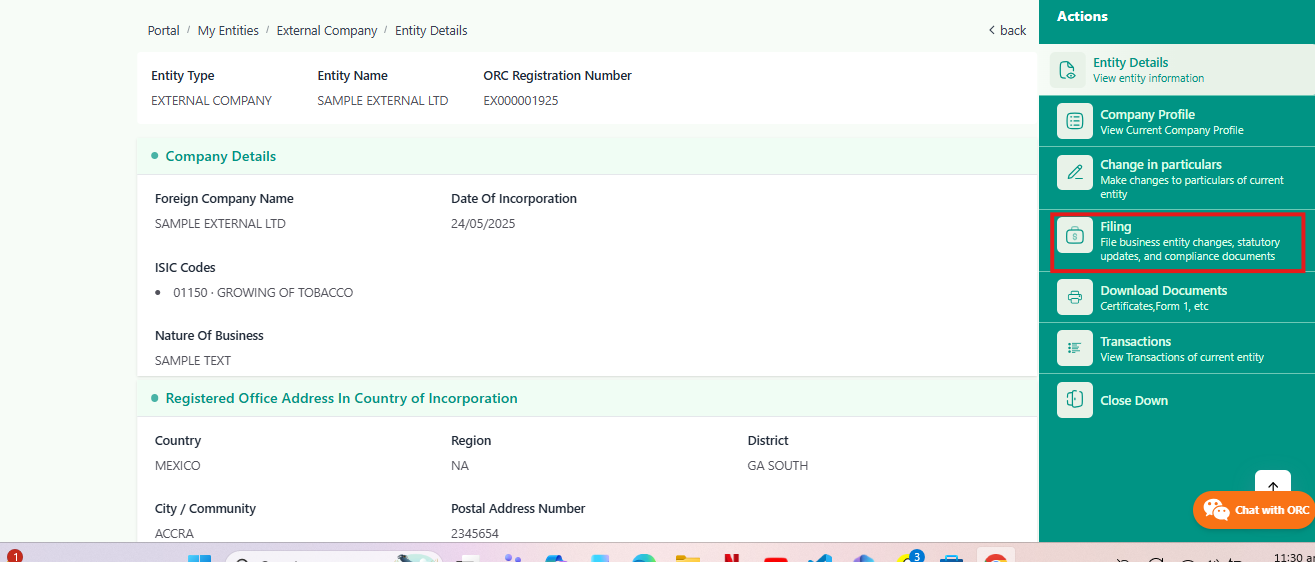 Portal / My Entities / External Company / Entity Details
back
Entity Type Entity Name ORC Registration Number
EXTERNAL COMPANY SAMPLE EXTERNAL LTD EX000001925
Company Details
Foreign Company Name Date Of Incorporation
SAMPLE EXTERNAL LTD 24/05/2025
ISIC Codes
• 01150 · GROWING OF TOBACCO
Nature Of Business
SAMPLE TEXT
Registered Office Address In Country of Incorporation
Country Region District
MEXICO NA GA SOUTH
City / Community Postal Address Number
ACCRA 2345654
Actions
Entity Details
View entity information
Company Profile
View Current Company Profile
Change in particulars
Make changes to particulars of current
entity
Filing
File business entity changes, statutory
updates, and compliance documents
Download Documents
Certificates,Form 1, etc
Transactions
View Transactions of current entity
Close Down
Chat with ORC
1
3
11:30